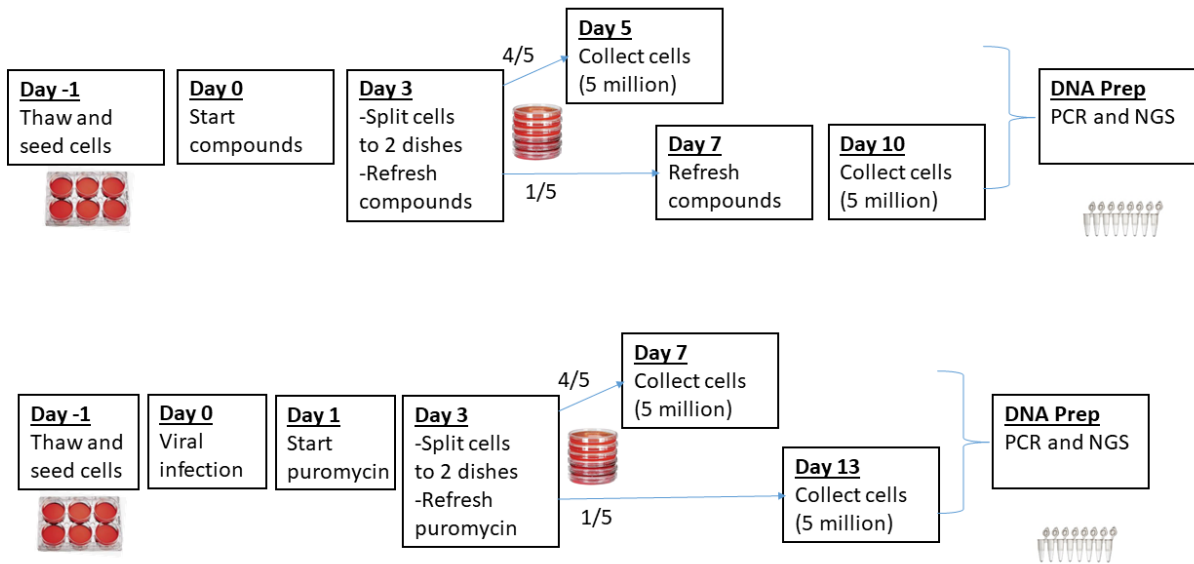 Day -1
Thaw and
seed cells
Day 0
Start
compounds
Day 3
-Split cells
to 2 dishes
-Refresh
compounds
4/5
1/5
Day 5
Collect cells
(5 million)
Day 7
Refresh
compounds
Day 10
Collect cells
(5 million)
DNA Prep
PCR and NGS
Day -1
Thaw and
seed cells
Day 0
Viral
infection
Day 1
Start
puromycin
Day 3
-Split cells
to 2 dishes
-Refresh
puromycin
4/5
1/5
Day 7
Collect cells
(5 million)
Day 13
Collect cells
(5 million)
DNA Prep
PCR and NGS